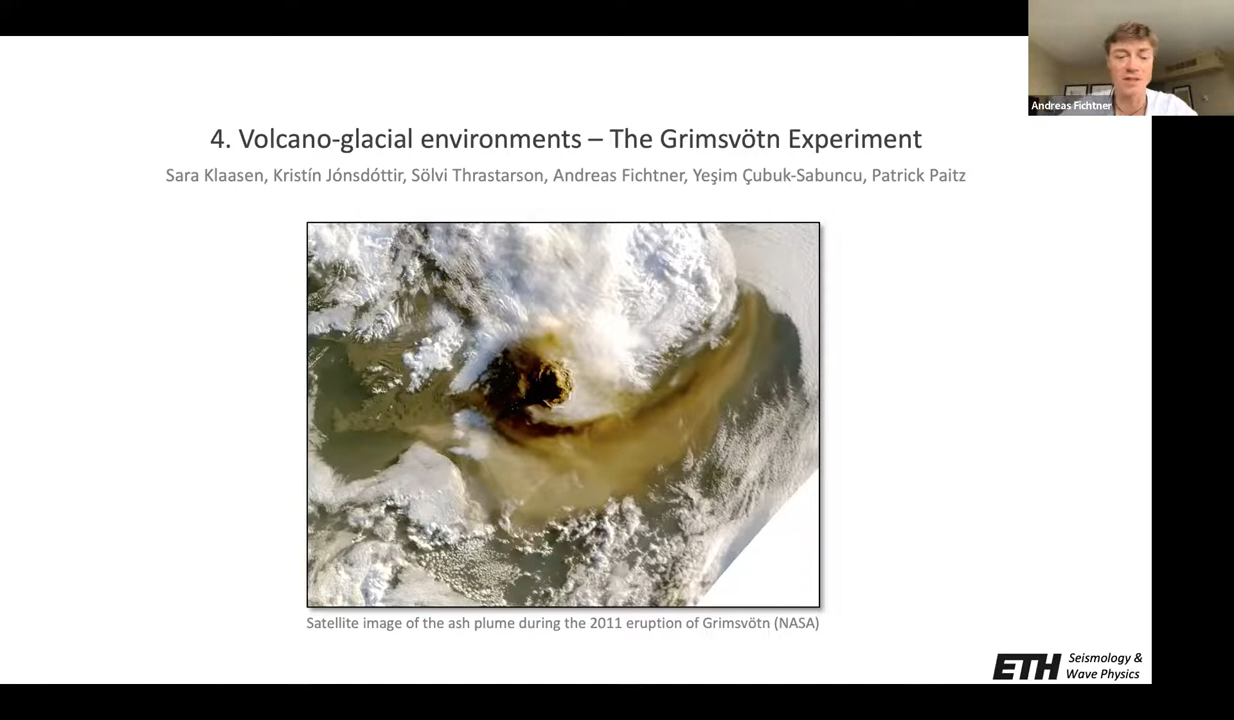 Andreas Fichtner
4. Volcano-glacial environments – The Grimsvötn Experiment
Sara Klaasen, Kristín Jónsdóttir, Sölvi Thrastarson, Andreas Fichtner, Yeşim Çubuk-Sabuncu, Patrick Paitz
Satellite image of the ash plume during the 2011 eruption of Grimsvötn (NASA)
ETH Seismology &
Wave Physics